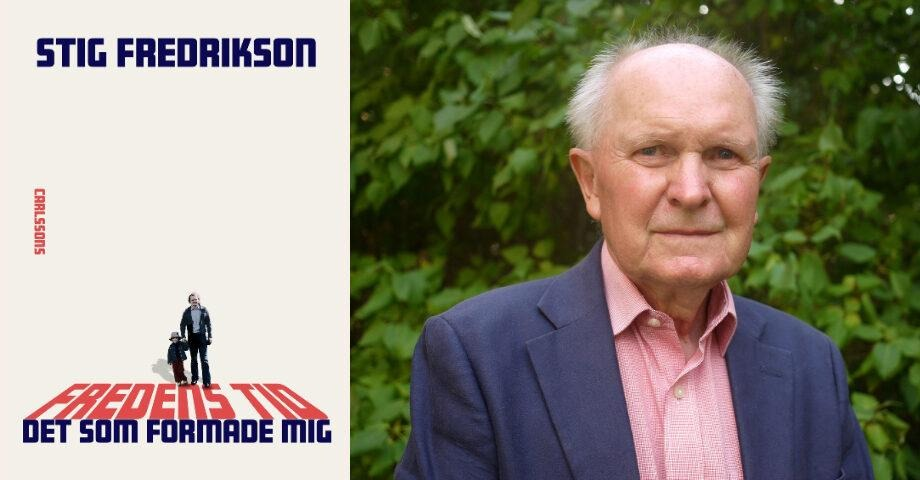 STIG FREDRIKSON
CARLSSONS
FREDENS TID
DET SOM FORMADE MIG